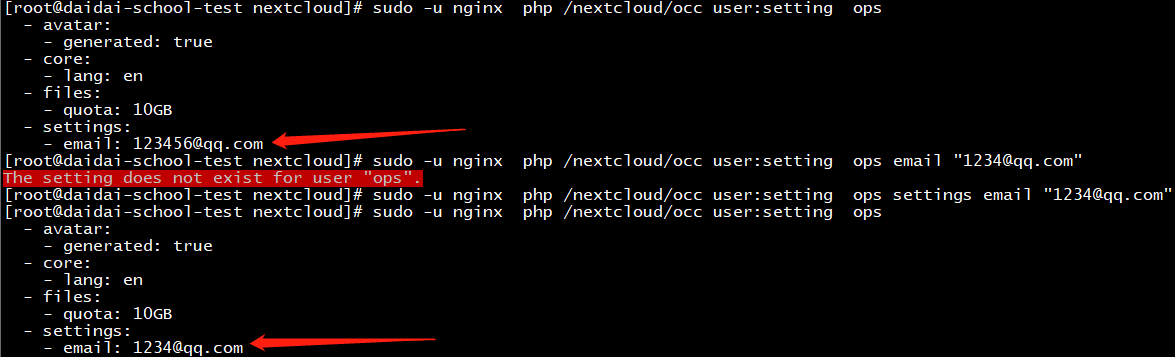 [root@daidai-school-test nextcloud]# sudo -u nginx  php /nextcloud/occ user:setting  ops
  - avatar:
    - generated: true
  - core:
    - lang: en
  - files:
    - quota: 10GB
  - settings:
    - email: 123456@qq.com
[root@daidai-school-test nextcloud]# sudo -u nginx  php /nextcloud/occ user:setting  ops email "1234@qq.com"
The setting does not exist for user "ops".
[root@daidai-school-test nextcloud]# sudo -u nginx  php /nextcloud/occ user:setting  ops settings email "1234@qq.com"
[root@daidai-school-test nextcloud]# sudo -u nginx  php /nextcloud/occ user:setting  ops
  - avatar:
    - generated: true
  - core:
    - lang: en
  - files:
    - quota: 10GB
  - settings:
    - email: 1234@qq.com